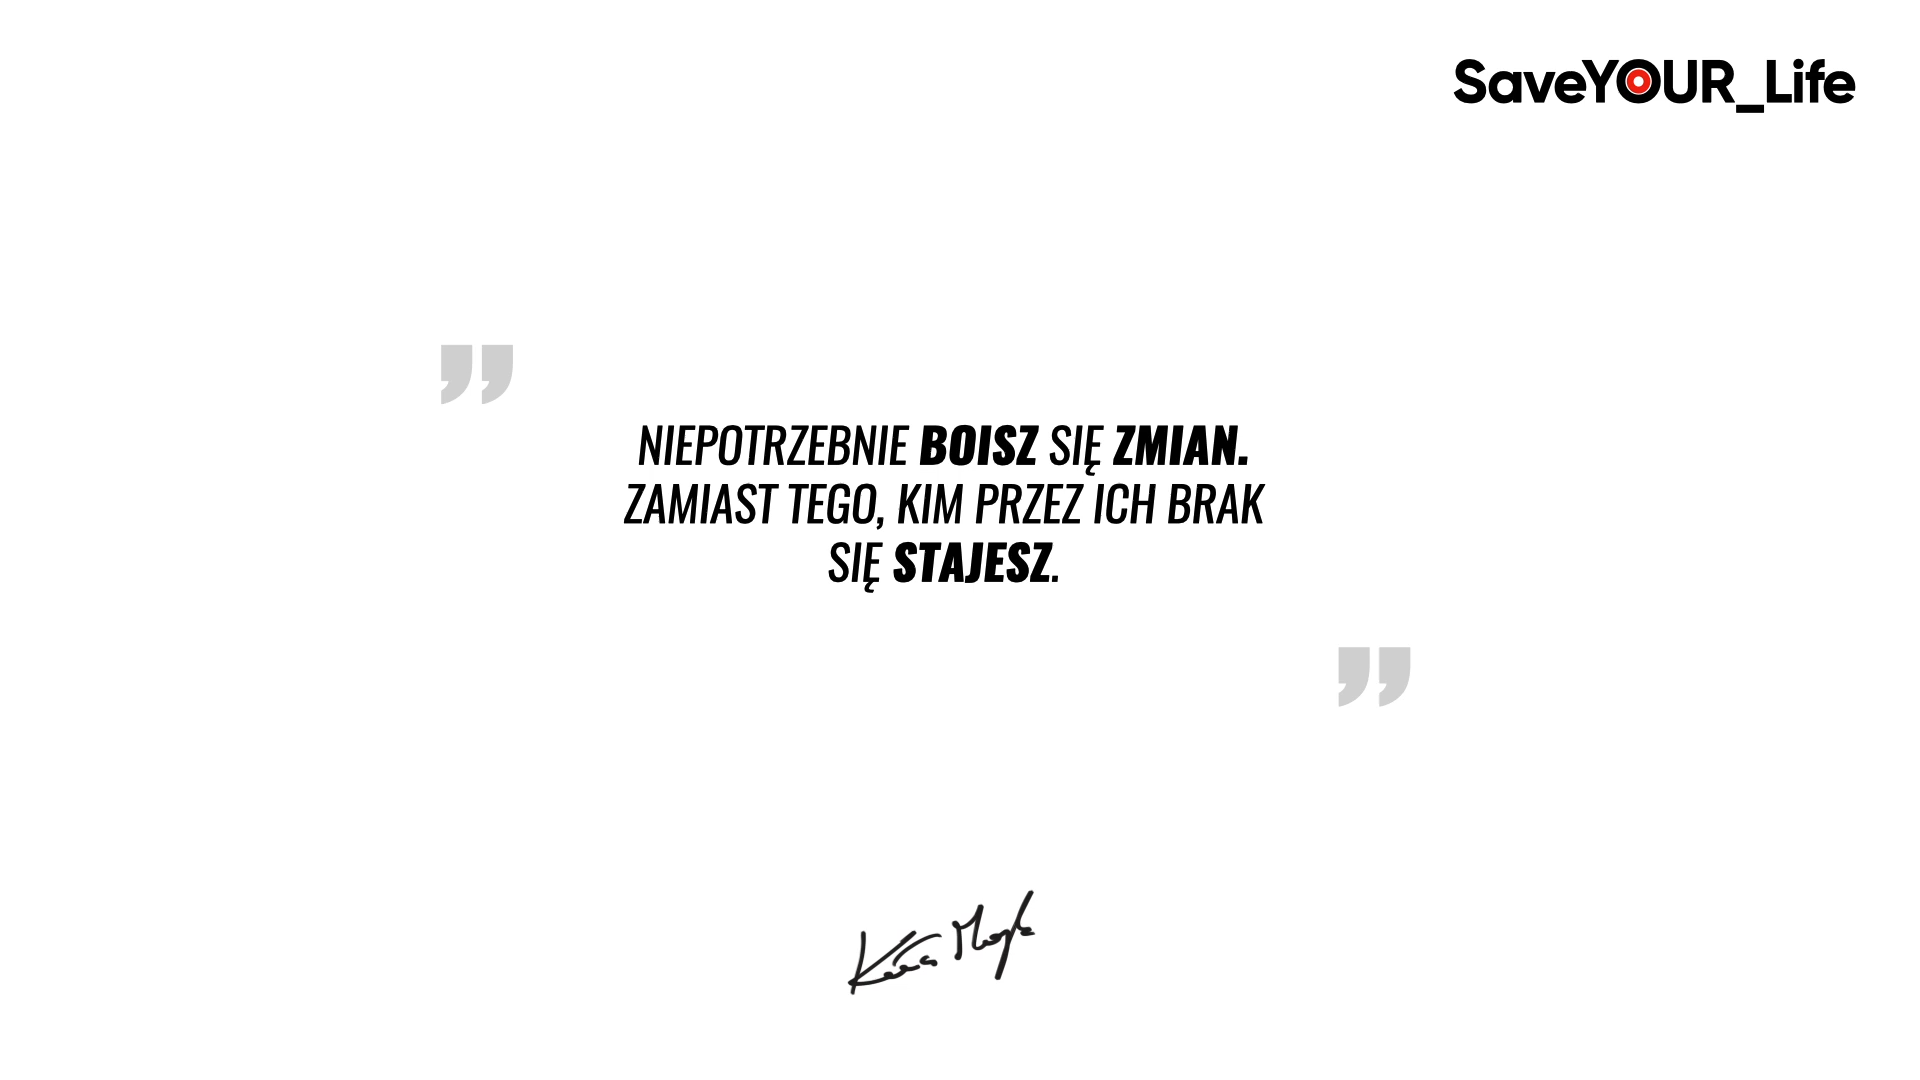 SaveYOUR_Life
”
NIEPOTRZEBNIE BOISZ SIĘ ZMIAN.
ZAMIAST TEGO, KIM PRZEZ ICH BRAK
SIĘ STAJESZ.
”